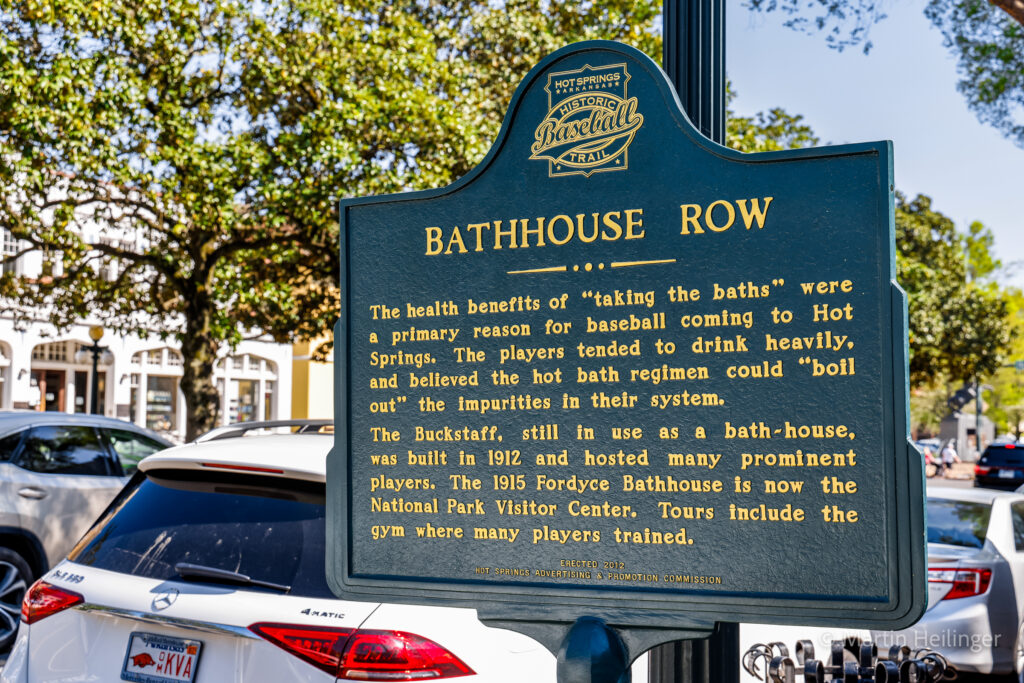 HOT SPRINGS
ARKANSAS
HISTORIC
Baseball
TRAIL
BATHHOUSE ROW
The health benefits of "taking the baths" were
a primary reason for baseball coming to Hot
Springs. The players tended to drink heavily,
and believed the hot bath regimen could "boil
out" the impurities in their system.
The Buckstaff, still in use as a bath-house,
was built in 1912 and hosted many prominent
players. The 1915 Fordyce Bathhouse is now the
National Park Visitor Center. Tours include the
gym where many players trained.
ERECTED 2012
HOT SPRINGS ADVERTISING & PROMOTION COMMISSION
4MATIC
KVA
© Martin Heilinger